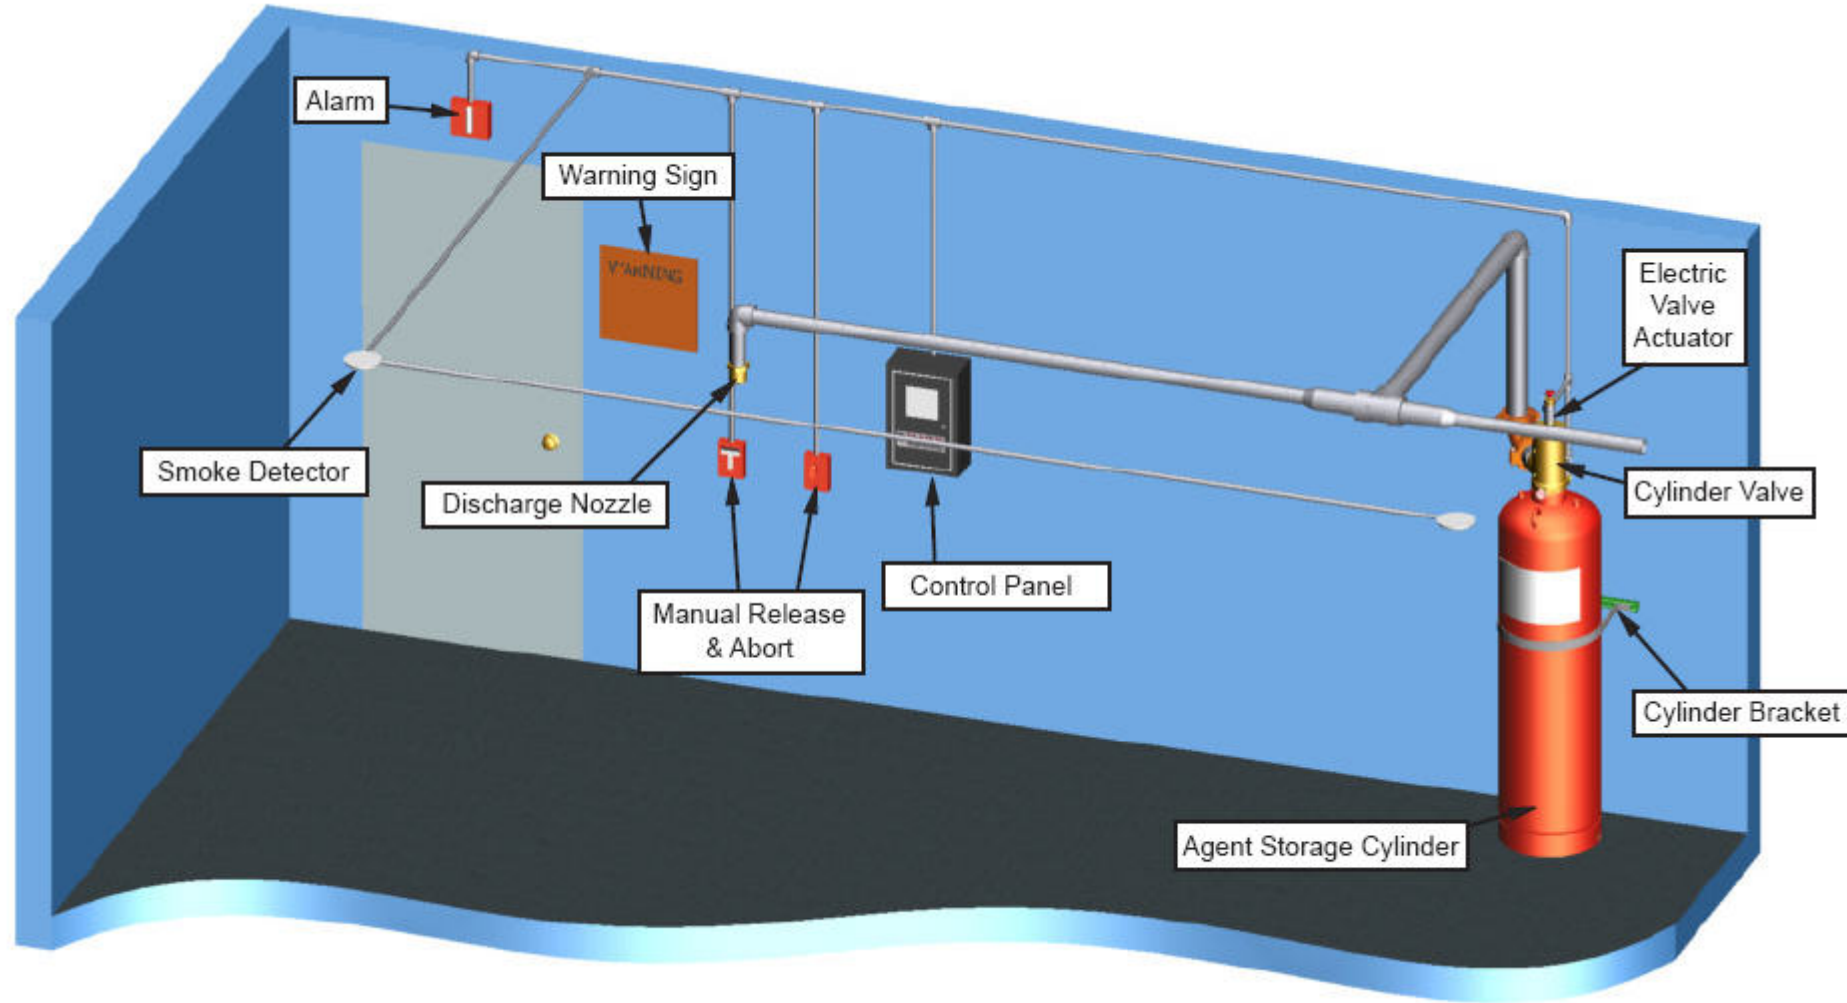 Alarm
Warning Sign
WARNING
Electric
Valve
Actuator
Smoke Detector
Discharge Nozzle
Cylinder Valve
Control Panel
Manual Release
& Abort
Cylinder Bracket
Agent Storage Cylinder